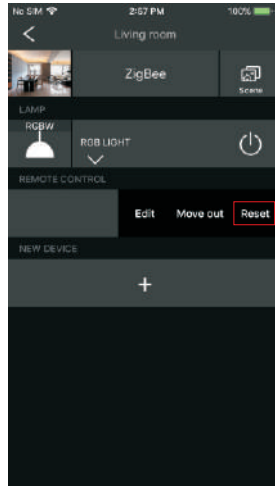 No SIM 2:57 PM 100%
Living room
ZigBee
Scene
LAMP
RGBW
RGB LIGHT
REMOTE CONTROL
Edit Move out Reset
NEW DEVICE
+